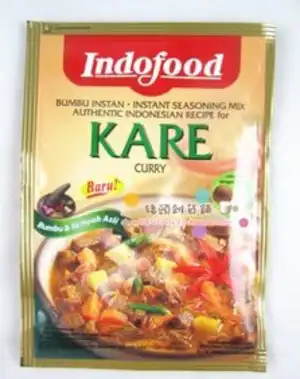 Indofood
BUMBU INSTAN • INSTANT SEASONING MIX
AUTHENTIC INDONESIAN RECIPE for
KARE
CURRY
Baru!
Bumbu & Rempah Asli